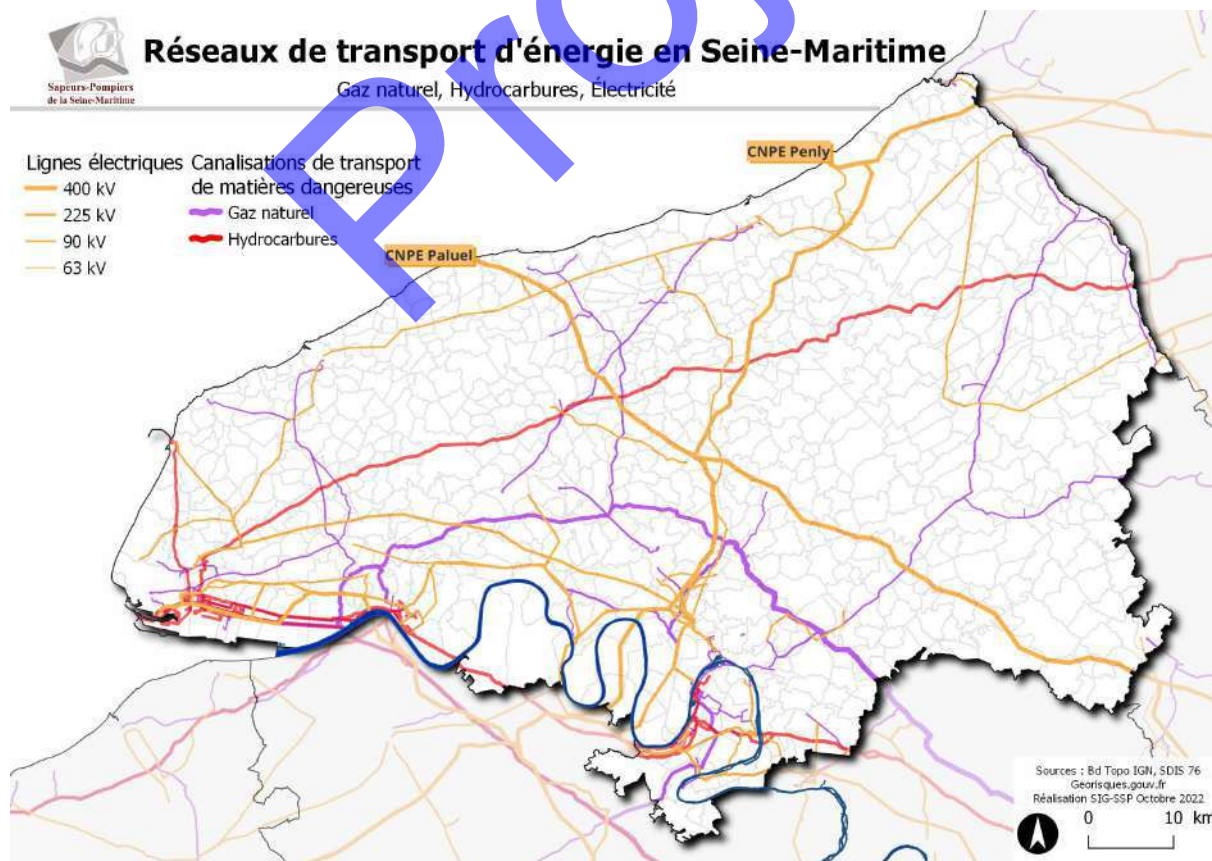 Proj
Sapeurs-Pompiers
de la Seine-Maritime
Réseaux de transport d'énergie en Seine-Maritime
Gaz naturel, Hydrocarbures, Électricité
Lignes électriques
400 kV
225 kV
90 kV
63 kV
Canalisations de transport
de matières dangereuses
Gaz naturel
Hydrocarbures
CNPE Penly
CNPE Paluel
Sources : Bd Topo IGN, SDIS 76
Georisques.gouv.fr
Réalisation SIG-SSP Octobre 2022
0 10 km